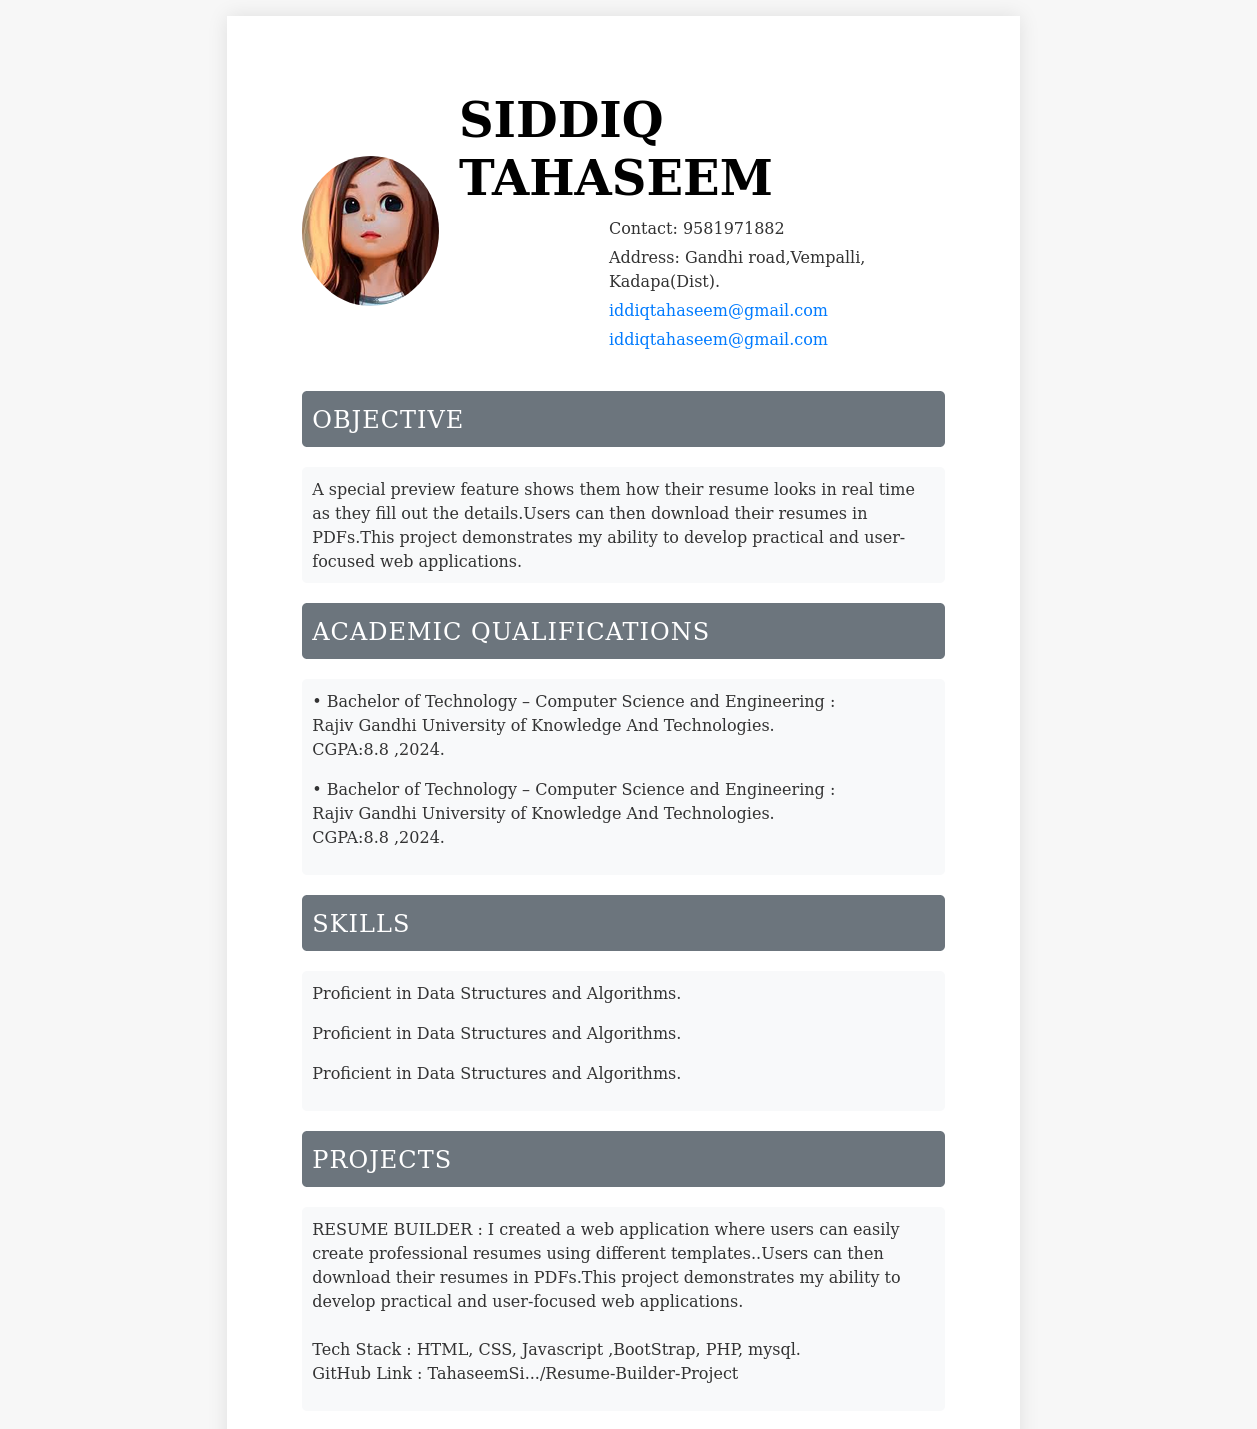 SIDDIQ
TAHASEEM
Contact: 9581971882
Address: Gandhi road,Vempalli,
Kadapa(Dist).
iddiqtahaseem@gmail.com
iddiqtahaseem@gmail.com
OBJECTIVE
A special preview feature shows them how their resume looks in real time
as they fill out the details.Users can then download their resumes in
PDFs.This project demonstrates my ability to develop practical and user-
focused web applications.
ACADEMIC QUALIFICATIONS
• Bachelor of Technology – Computer Science and Engineering :
Rajiv Gandhi University of Knowledge And Technologies.
CGPA:8.8 ,2024.
• Bachelor of Technology – Computer Science and Engineering :
Rajiv Gandhi University of Knowledge And Technologies.
CGPA:8.8 ,2024.
SKILLS
Proficient in Data Structures and Algorithms.
Proficient in Data Structures and Algorithms.
Proficient in Data Structures and Algorithms.
PROJECTS
RESUME BUILDER : I created a web application where users can easily
create professional resumes using different templates..Users can then
download their resumes in PDFs.This project demonstrates my ability to
develop practical and user-focused web applications.
Tech Stack : HTML, CSS, Javascript ,BootStrap, PHP, mysql.
GitHub Link : TahaseemSi.../Resume-Builder-Project